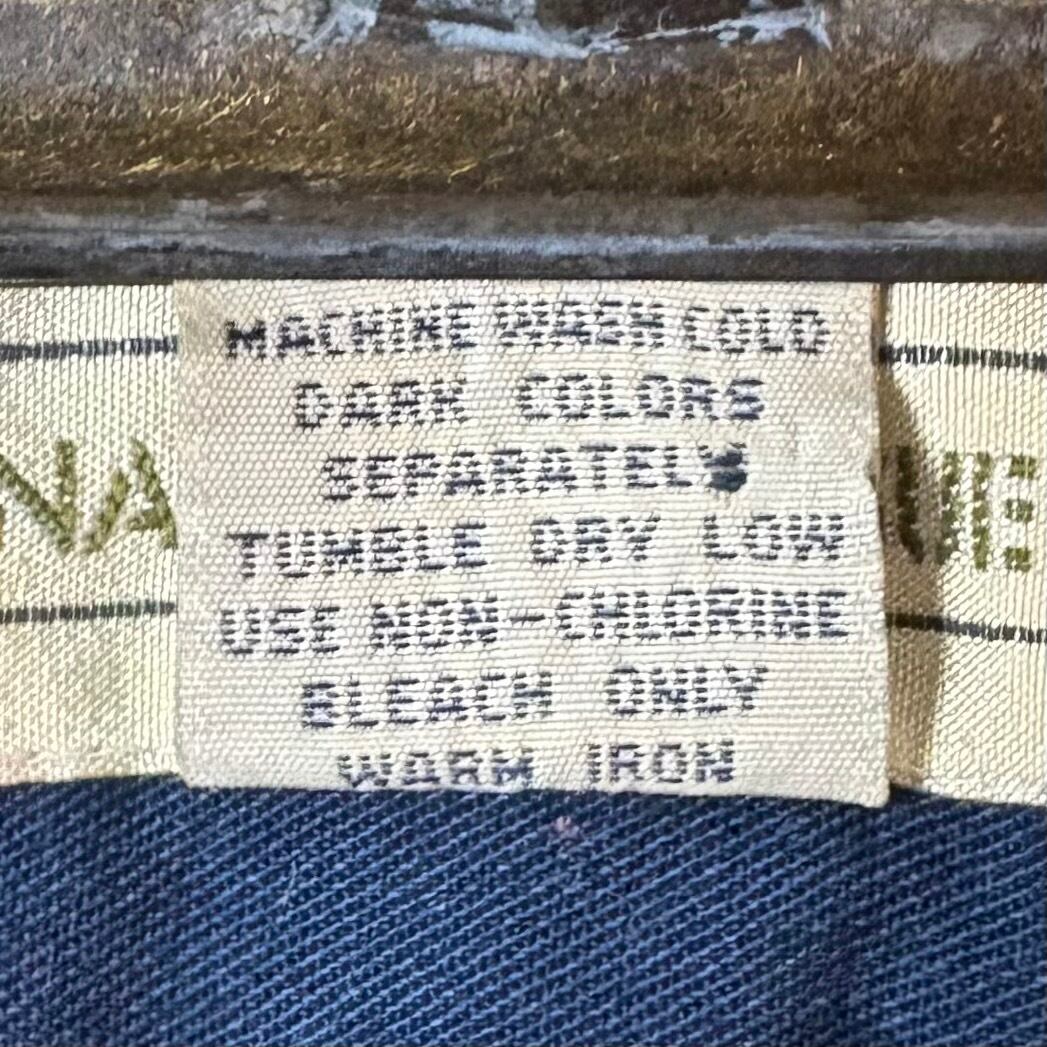 MACHINE WASH COLD
DARK COLORS
SEPARATELY
TUMBLE DRY LOW
USE NON-CHLORINE
BLEACH ONLY
WARM IRON